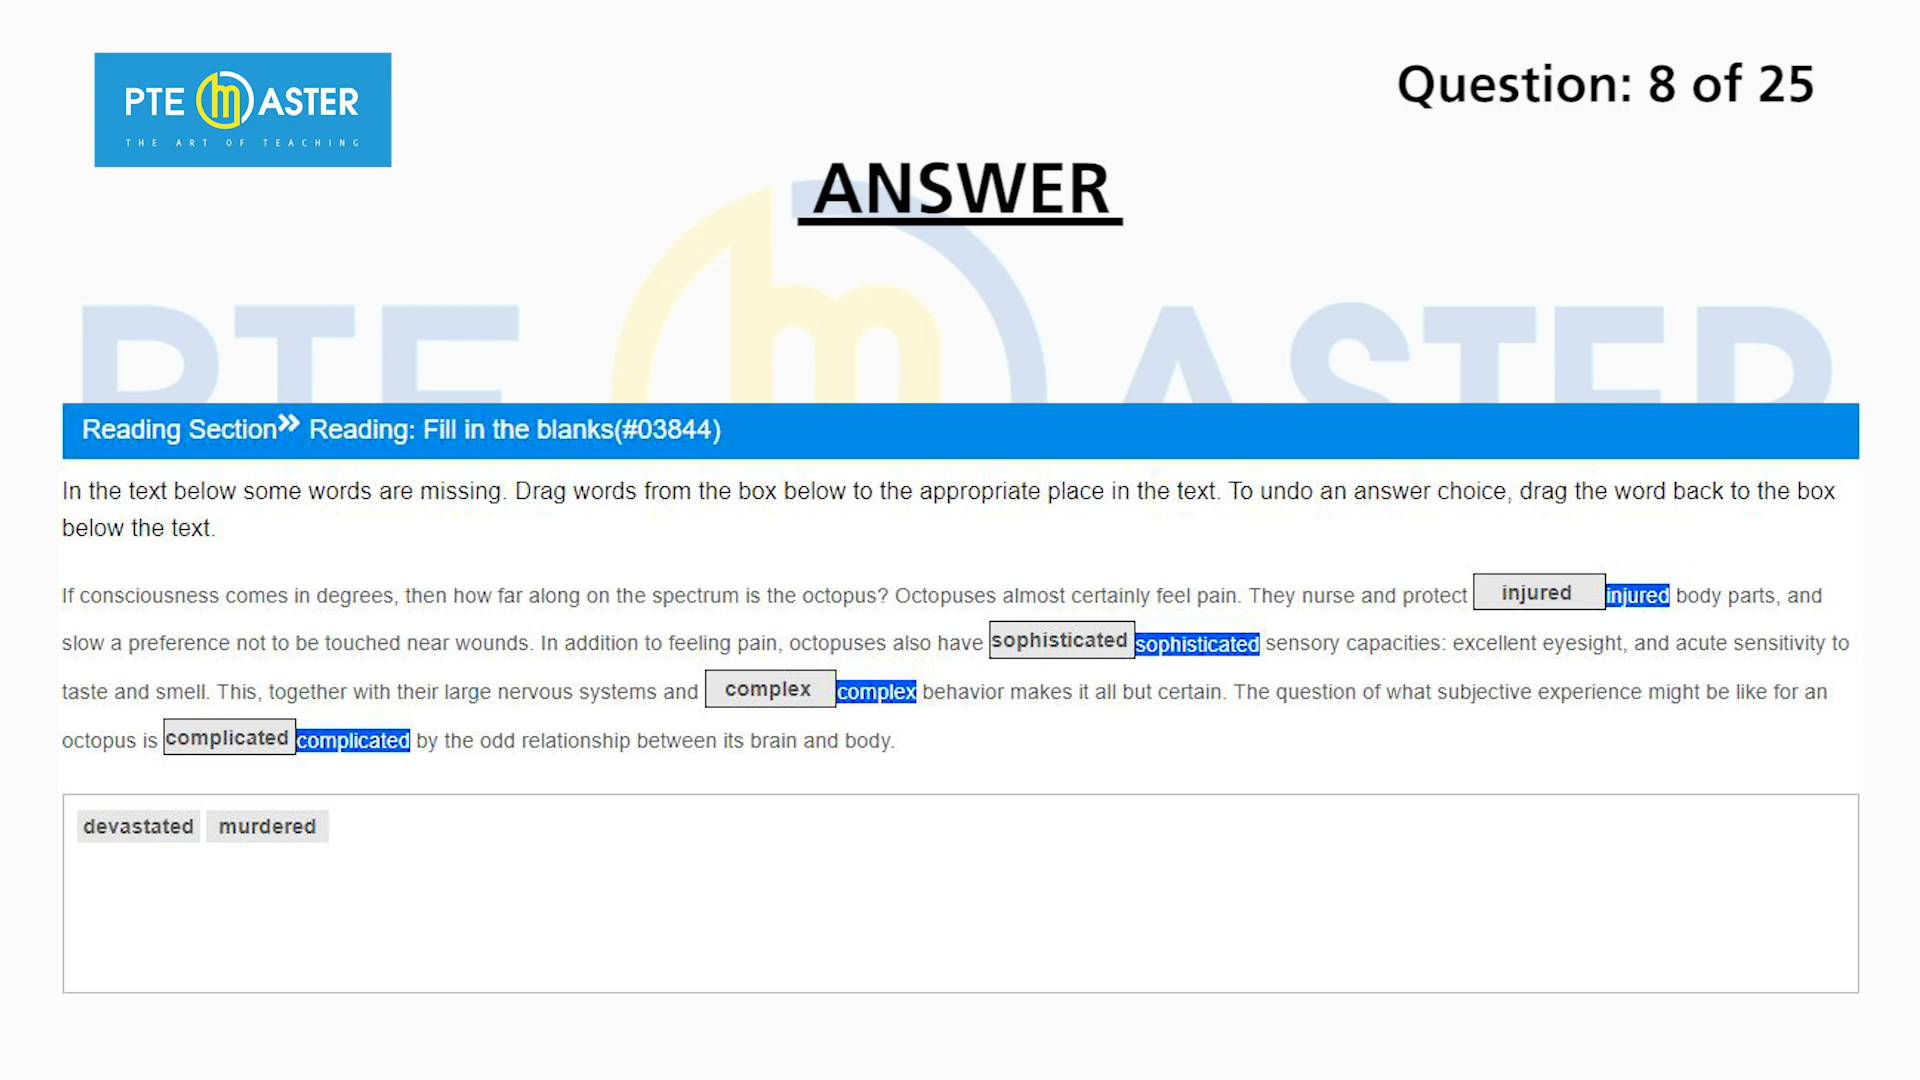 PTE MASTER
THE ART OF TEACHING
Question: 8 of 25
ANSWER
PTE MASTER
Reading Section» Reading: Fill in the blanks(#03844)
In the text below some words are missing. Drag words from the box below to the appropriate place in the text. To undo an answer choice, drag the word back to the box
below the text.
If consciousness comes in degrees, then how far along on the spectrum is the octopus? Octopuses almost certainly feel pain. They nurse and protect injured injured body parts, and
slow a preference not to be touched near wounds. In addition to feeling pain, octopuses also have sophisticated sophisticated sensory capacities: excellent eyesight, and acute sensitivity to
taste and smell. This, together with their large nervous systems and complex complex behavior makes it all but certain. The question of what subjective experience might be like for an
octopus is complicated complicated by the odd relationship between its brain and body.
devastated murdered